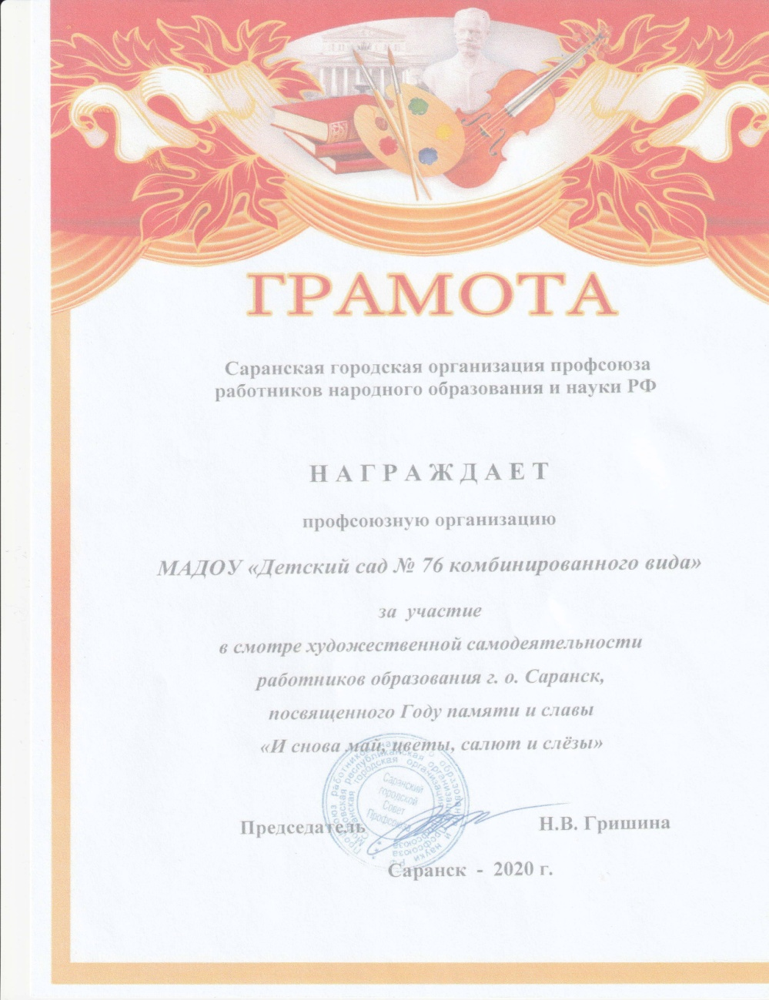 ГРАМОТА
Саранская городская организация профсоюза
работников народного образования и науки РФ
НАГРАЖДАЕТ
профсоюзную организацию
МАДОУ «Детский сад № 76 комбинированного вида»
за участие
в смотре художественной самодеятельности
работников образования г. о. Саранск,
посвященного Году памяти и славы
«И снова май, цветы, салют и слёзы»
Саранский
городской
Совет
Профсоюза
Председатель
Н.В. Гришина
Саранск - 2020 г.